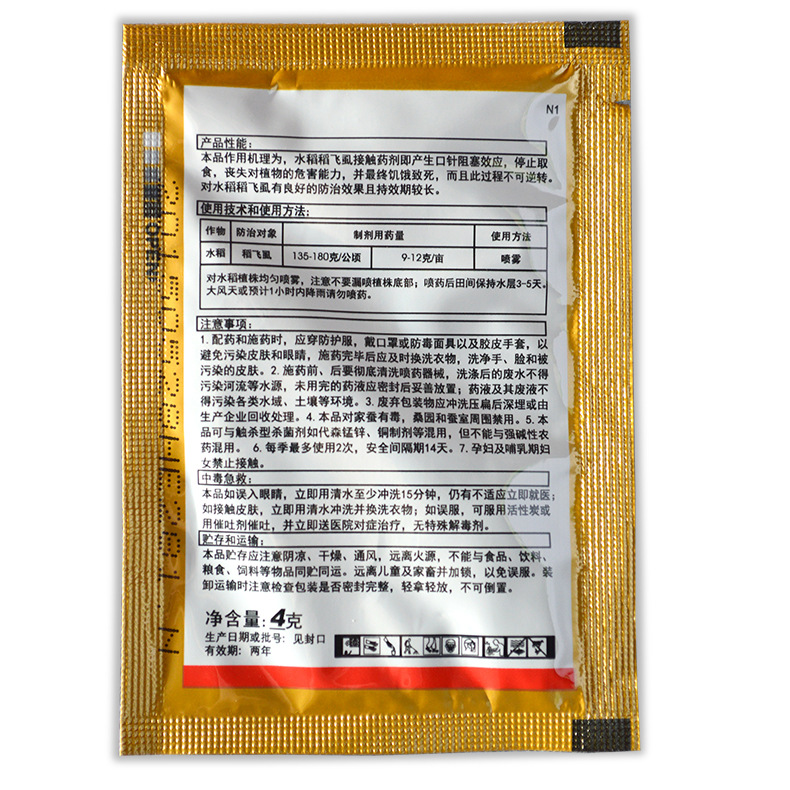 N1
产品性能：
本品作用机理为，水稻稻飞虱接触药剂即产生口针阻塞效应，停止取
食，丧失对植物的危害能力，并最终饥饿致死，而且此过程不可逆转。
对水稻稻飞虱有良好的防治效果且持效期较长。
使用技术和使用方法：
作物 防治对象 制剂用药量 使用方法
水稻 稻飞虱 135-180克/公顷 9-12克/亩 喷雾
对水稻植株均匀喷雾，注意不要漏喷植株底部；喷药后田间保持水层3-5天。
大风天或预计1小时内降雨请勿喷药。
注意事项：
1. 配药和施药时，应穿防护服，戴口罩或防毒面具以及胶皮手套，以
避免污染皮肤和眼睛，施药完毕后应及时换洗衣物，洗净手、脸和被
污染的皮肤。2. 施药前、后要彻底清洗喷药器械，洗涤后的废水不得
污染河流等水源，未用完的药液应密封后妥善放置；药液及其废液不
得污染各类水域、土壤等环境。3. 废弃包装物应冲洗压扁后深埋或由
生产企业回收处理。4. 本品对家蚕有毒，桑园和蚕室周围禁用。5. 本
品可与触杀型杀菌剂如代森锰锌、铜制剂等混用，但不能与强碱性农
药混用。 6. 每季最多使用2次，安全间隔期14天。7. 孕妇及哺乳期妇
女禁止接触。
中毒急救：
本品如误入眼睛，立即用清水至少冲洗15分钟，仍有不适应立即就医；
如接触皮肤，立即用清水冲洗并换洗衣物；如误服，可服用活性炭或
用催吐剂催吐，并立即送医院对症治疗，无特殊解毒剂。
贮存和运输：
本品贮存应注意阴凉、干燥、通风，远离火源，不能与食品、饮料、
粮食、饲料等物品同贮同运。远离儿童及家畜并加锁，以免误服。装
卸运输时注意检查包装是否密封完整，轻拿轻放，不可倒置。
净含量：4克
生产日期或批号：见封口
有效期：两年
OPEN